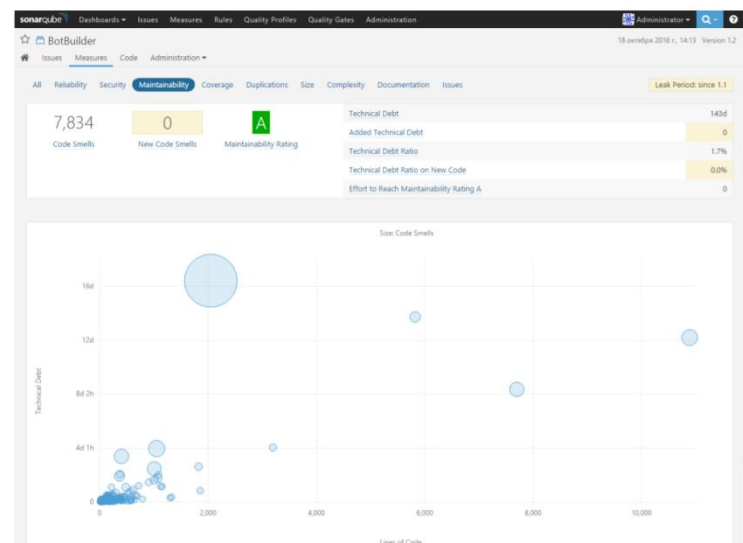 sonarqube Dashboards Issues Measures Rules Quality Profiles Quality Gates Administration Administrator ?
BotBuilder 18 октября 2016 г., 14:13 Version 1.2
Issues Measures Code Administration
All Reliability Security Maintainability Coverage Duplications Size Complexity Documentation Issues Leak Period: since 1.1
7,834
Code Smells
0
New Code Smells
A
Maintainability Rating
Technical Debt 143d
Added Technical Debt 0
Technical Debt Ratio 1.7%
Technical Debt Ratio on New Code 0.0%
Effort to Reach Maintainability Rating A 0
Size: Code Smells
Technical Debt
16d
12d
8d 2h
4d 1h
0
0 2,000 4,000 6,000 8,000 10,000
Lines of Code